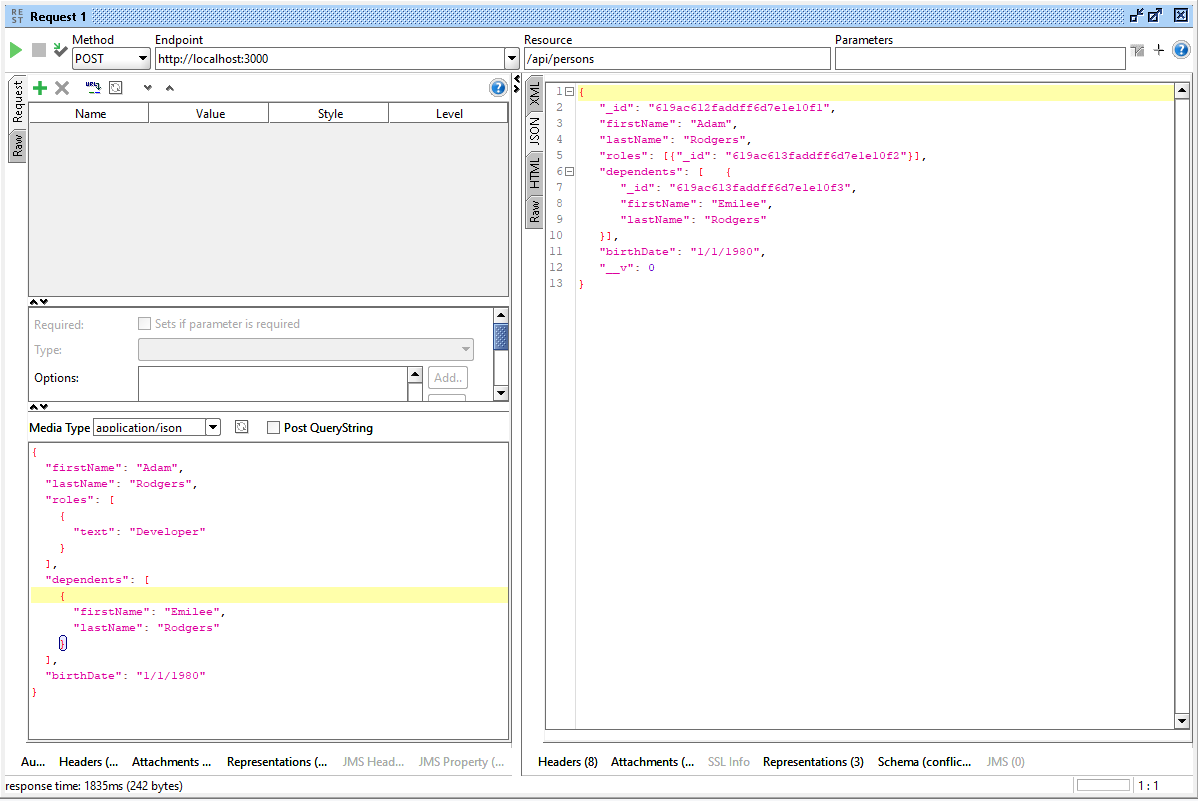 RE
ST
Request 1
Method
Endpoint
Resource
Parameters
POST
http://localhost:3000
/api/persons
Request
Raw
Name Value Style Level
Required:
Sets if parameter is required
Type:
Options:
Add..
Media Type application/json
Post QueryString
{
"firstName": "Adam",
"lastName": "Rodgers",
"roles": [
{
"text": "Developer"
}
],
"dependents": [
{
"firstName": "Emilee",
"lastName": "Rodgers"
}
],
"birthDate": "1/1/1980"
}
Au...
Headers (...
Attachments ...
Representations (...
JMS Head...
JMS Property (...
XML
JSON
HTML
Raw
1 {
2 "_id": "619ac612faddff6d7e1e10f1",
3 "firstName": "Adam",
4 "lastName": "Rodgers",
5 "roles": [{"_id": "619ac613faddff6d7e1e10f2"}],
6 "dependents": [ {
7 "_id": "619ac613faddff6d7e1e10f3",
8 "firstName": "Emilee",
9 "lastName": "Rodgers"
10 }],
11 "birthDate": "1/1/1980",
12 "__v": 0
13 }
Headers (8)
Attachments (...
SSL Info
Representations (3)
Schema (conflic...
JMS (0)
response time: 1835ms (242 bytes)
1 : 1